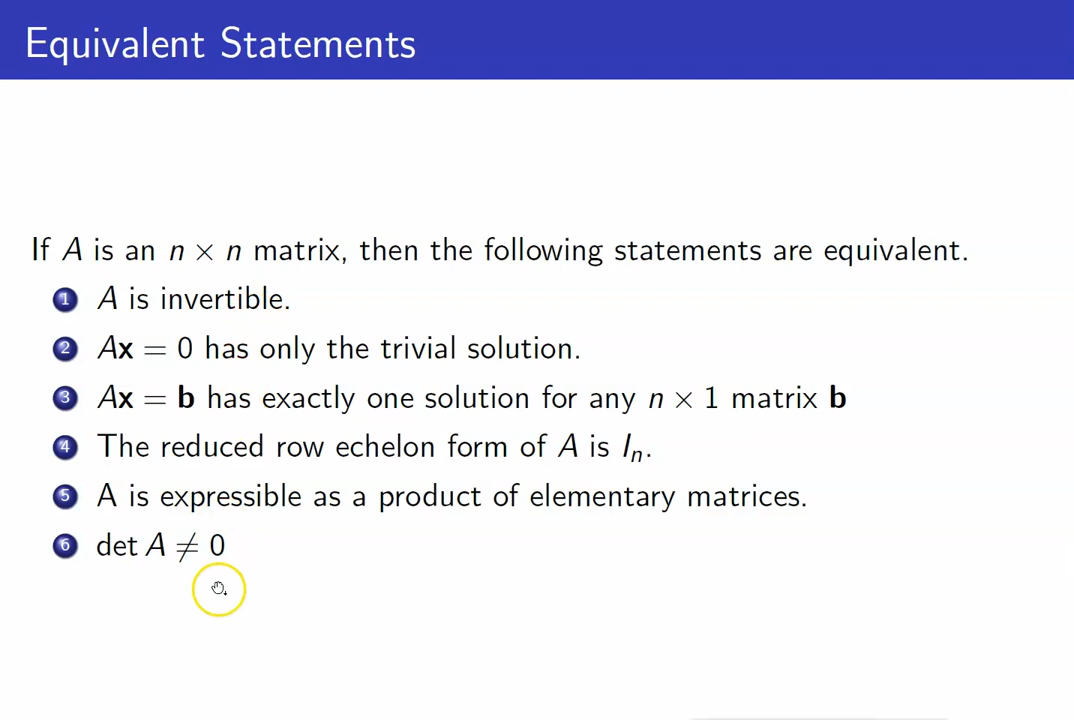 Equivalent Statements
If A is an n × n matrix, then the following statements are equivalent.
1 A is invertible.
2 Ax = 0 has only the trivial solution.
3 Ax = b has exactly one solution for any n × 1 matrix b
4 The reduced row echelon form of A is Iₙ.
5 A is expressible as a product of elementary matrices.
6 det A ≠ 0